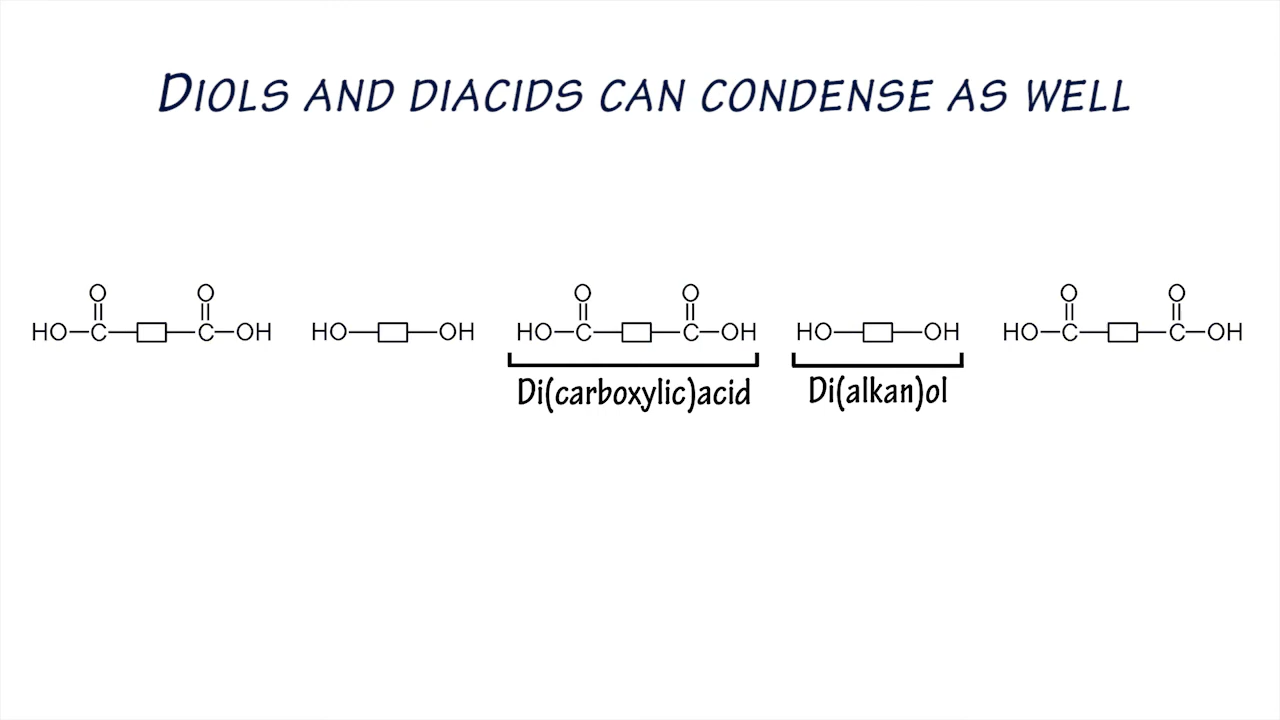 DIOLS AND DIACIDS CAN CONDENSE AS WELL
O O O O O O
HO C C OH HO OH HO C C OH HO OH HO C C OH
Di(carboxylic)acid Di(alkan)ol